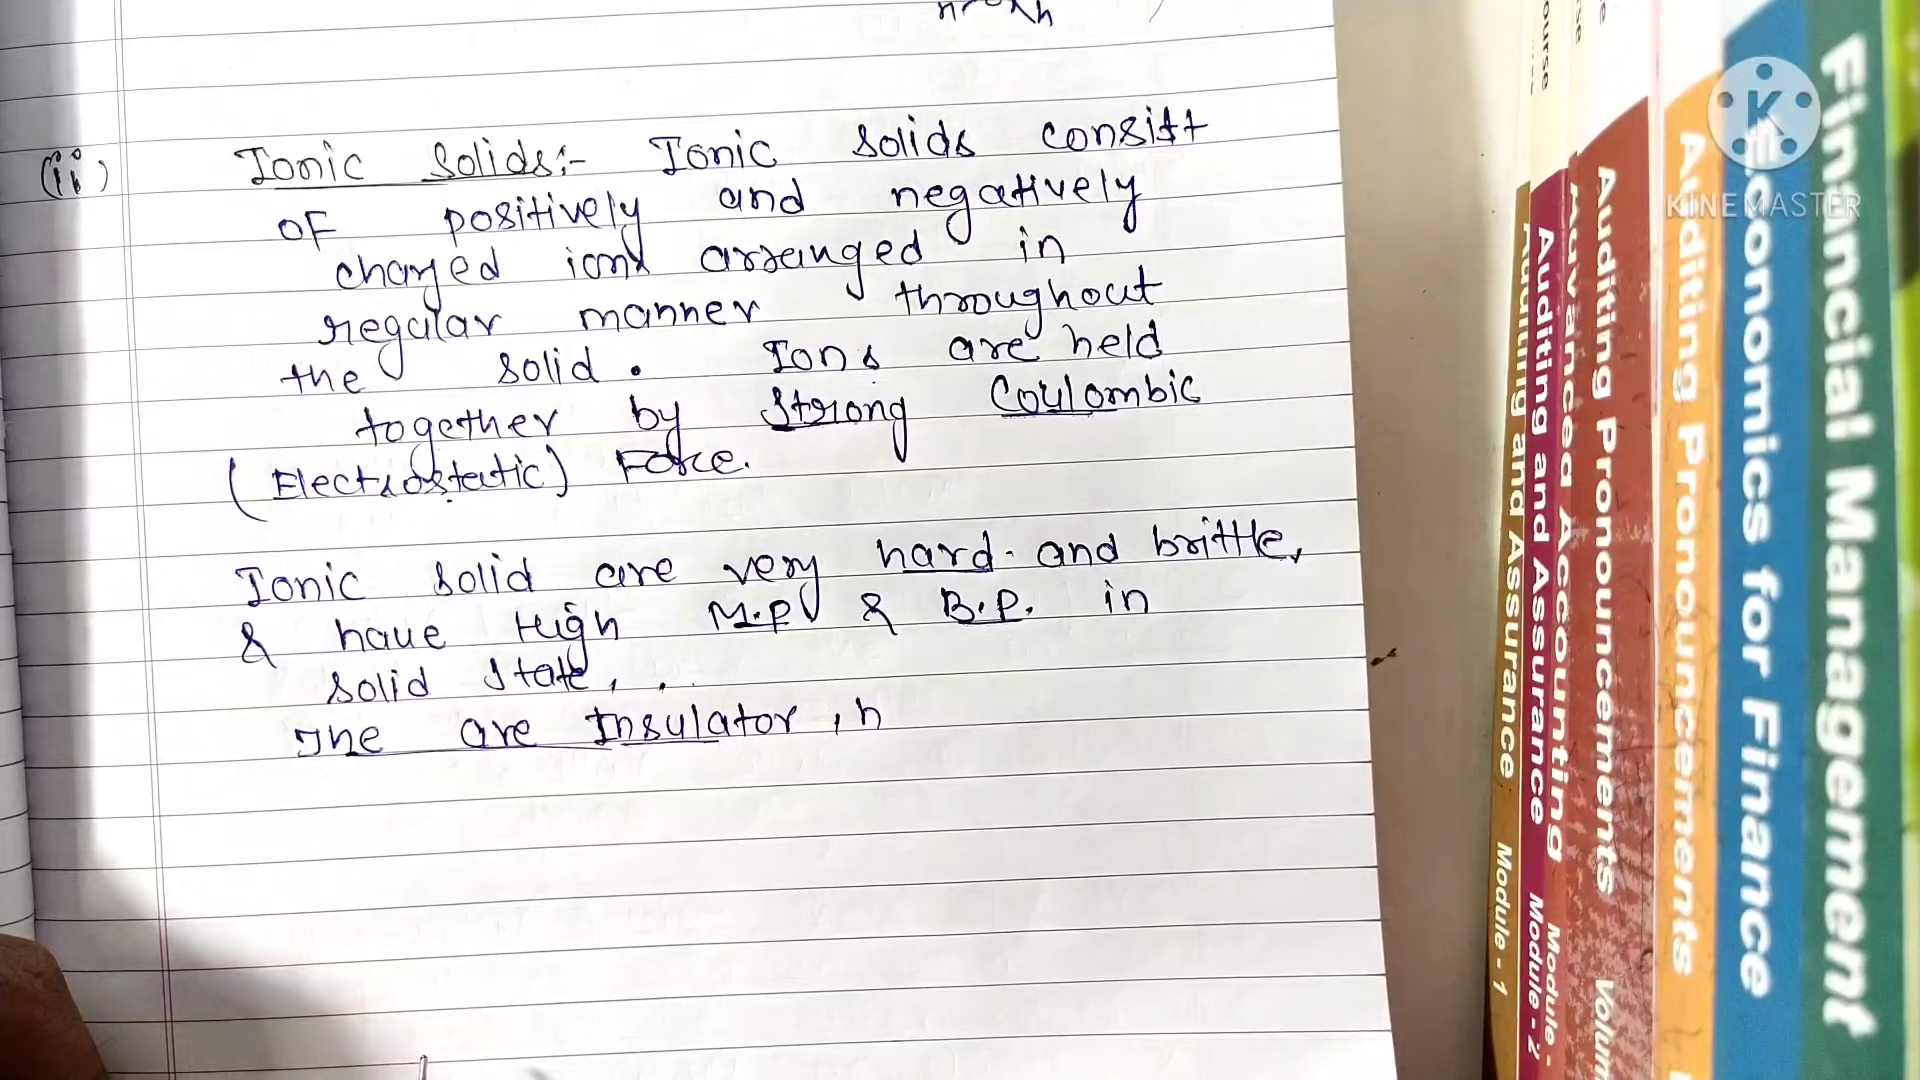 (ii) Ionic Solids:- Ionic solids consist
of positively and negatively
charged ions arranged in
regular manner throughout
the solid. Ions are held
together by strong Coulombic
(Electrostatic) Force.
Ionic solid are very hard. and brittle,
& have High M.P & B.P. in
solid state,
The are Insulator, h
KINEMASTER
Auditing and Assurance Module - 1
Auditing and Assurance Module - 2
Advanced Accounting Module -
Auditing Pronouncements Volum
Auditing Pronouncements
Economics for Finance
Financial Management